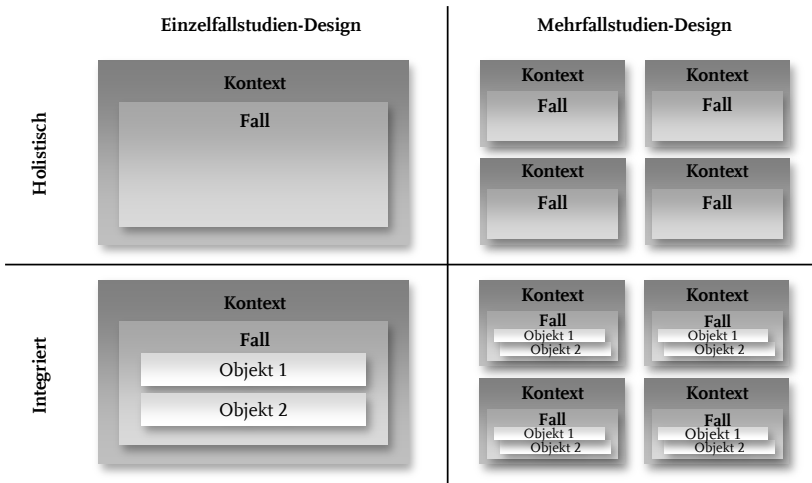 Einzelfallstudien-Design
Mehrfallstudien-Design
Holistisch
Kontext
Fall
Kontext
Fall
Kontext
Fall
Kontext
Fall
Kontext
Fall
Integriert
Kontext
Fall
Objekt 1
Objekt 2
Kontext
Fall
Objekt 1
Objekt 2
Kontext
Fall
Objekt 1
Objekt 2
Kontext
Fall
Objekt 1
Objekt 2
Kontext
Fall
Objekt 1
Objekt 2